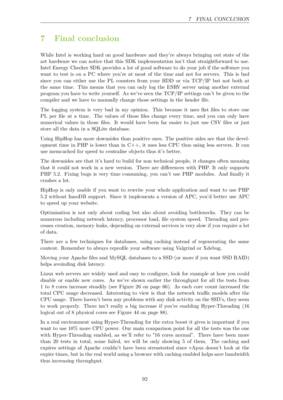 7 FINAL CONCLUSION
7 Final conclusion
While Intel is working hard on good hardware and they're always bringing out state of the
art hardware we can notice that this SDK implementation isn't that straightforward to use.
Intel Energy Checker SDK provides a lot of good software to do your job if the software you
want to test is on a PC where you're at most of the time and not for servers. This is bad
since you can either use the PL counters from your HDD or via TCP/IP but not both at
the same time. This means that you can only log the ESRV server using another external
program you have to write yourself. As we've seen the TCP/IP settings can't be given to the
compiler and we have to manually change those settings in the header file.
The logging system is very bad in my opinion. This because it uses flat files to store one
PL per file at a time. The values of those files change every time, and you can only have
numerical values in those files. It would have been far easier to just use CSV files or just
store all the data in a SQLite database.
Using HipHop has more downsides than positive ones. The positive sides are that the devel-
opment time in PHP is lower than in C++, it uses less CPU then using less servers. It can
use memcached for speed to centralize objects thus it's better.
The downsides are that it's hard to build for non technical people, it changes often meaning
that it could not work in a new version. There are differences with PHP. It only supports
PHP 5.2. Fixing bugs is very time consuming, you can't use PHP modules. And finally it
crashes a lot.
HipHop is only usable if you want to rewrite your whole application and want to use PHP
5.2 without InnoDB support. Since it implements a version of APC, you'd better use APC
to speed up your website.
Optimization is not only about coding but also about avoiding bottlenecks. They can be
numerous including network latency, processor load, file system speed. Threading and pro-
cesses creation, memory leaks, depending on external services is very slow if you require a lot
of data.
There are a few techniques for databases, using caching instead of regenerating the same
content. Remember to always reprofile your software using Valgrind or Xdebug.
Moving your Apache files and MySQL databases to a SSD (or more if you want SSD RAID)
helps avoinding disk latency.
Linux servers are widely used and easy to configure, look for example at how you could
disable or enable new cores. As we've shown earlier the throughput for all the tests from
1 to 8 cores increase steadily (see Figure 26 on page 66). As each core count increased the
total CPU usage decreased. Interesting to view is that the network traffic models after the
CPU usage. There haven't been any problems with any disk activity on the SSD's, they seem
to work properly. There isn't really a big increase if you're enabling Hyper-Threading (16
logical out of 8 physical cores see Figure 44 on page 88).
In a real environment using Hyper-Threading for the extra boost it gives is important if you
want to use 10% more CPU power. Our main comparison point for all the tests was the one
with Hyper-Threading enabled, as we'll refer to "16 cores normal". There have been more
than 20 tests in total, some failed, we will be only showing 5 of them. The caching and
expires settings of Apache couldn't have been stresstested since vApus doesn't look at the
expire times, but in the real world using a browser with caching enabled helps save bandwidth
thus increasing throughput.
92